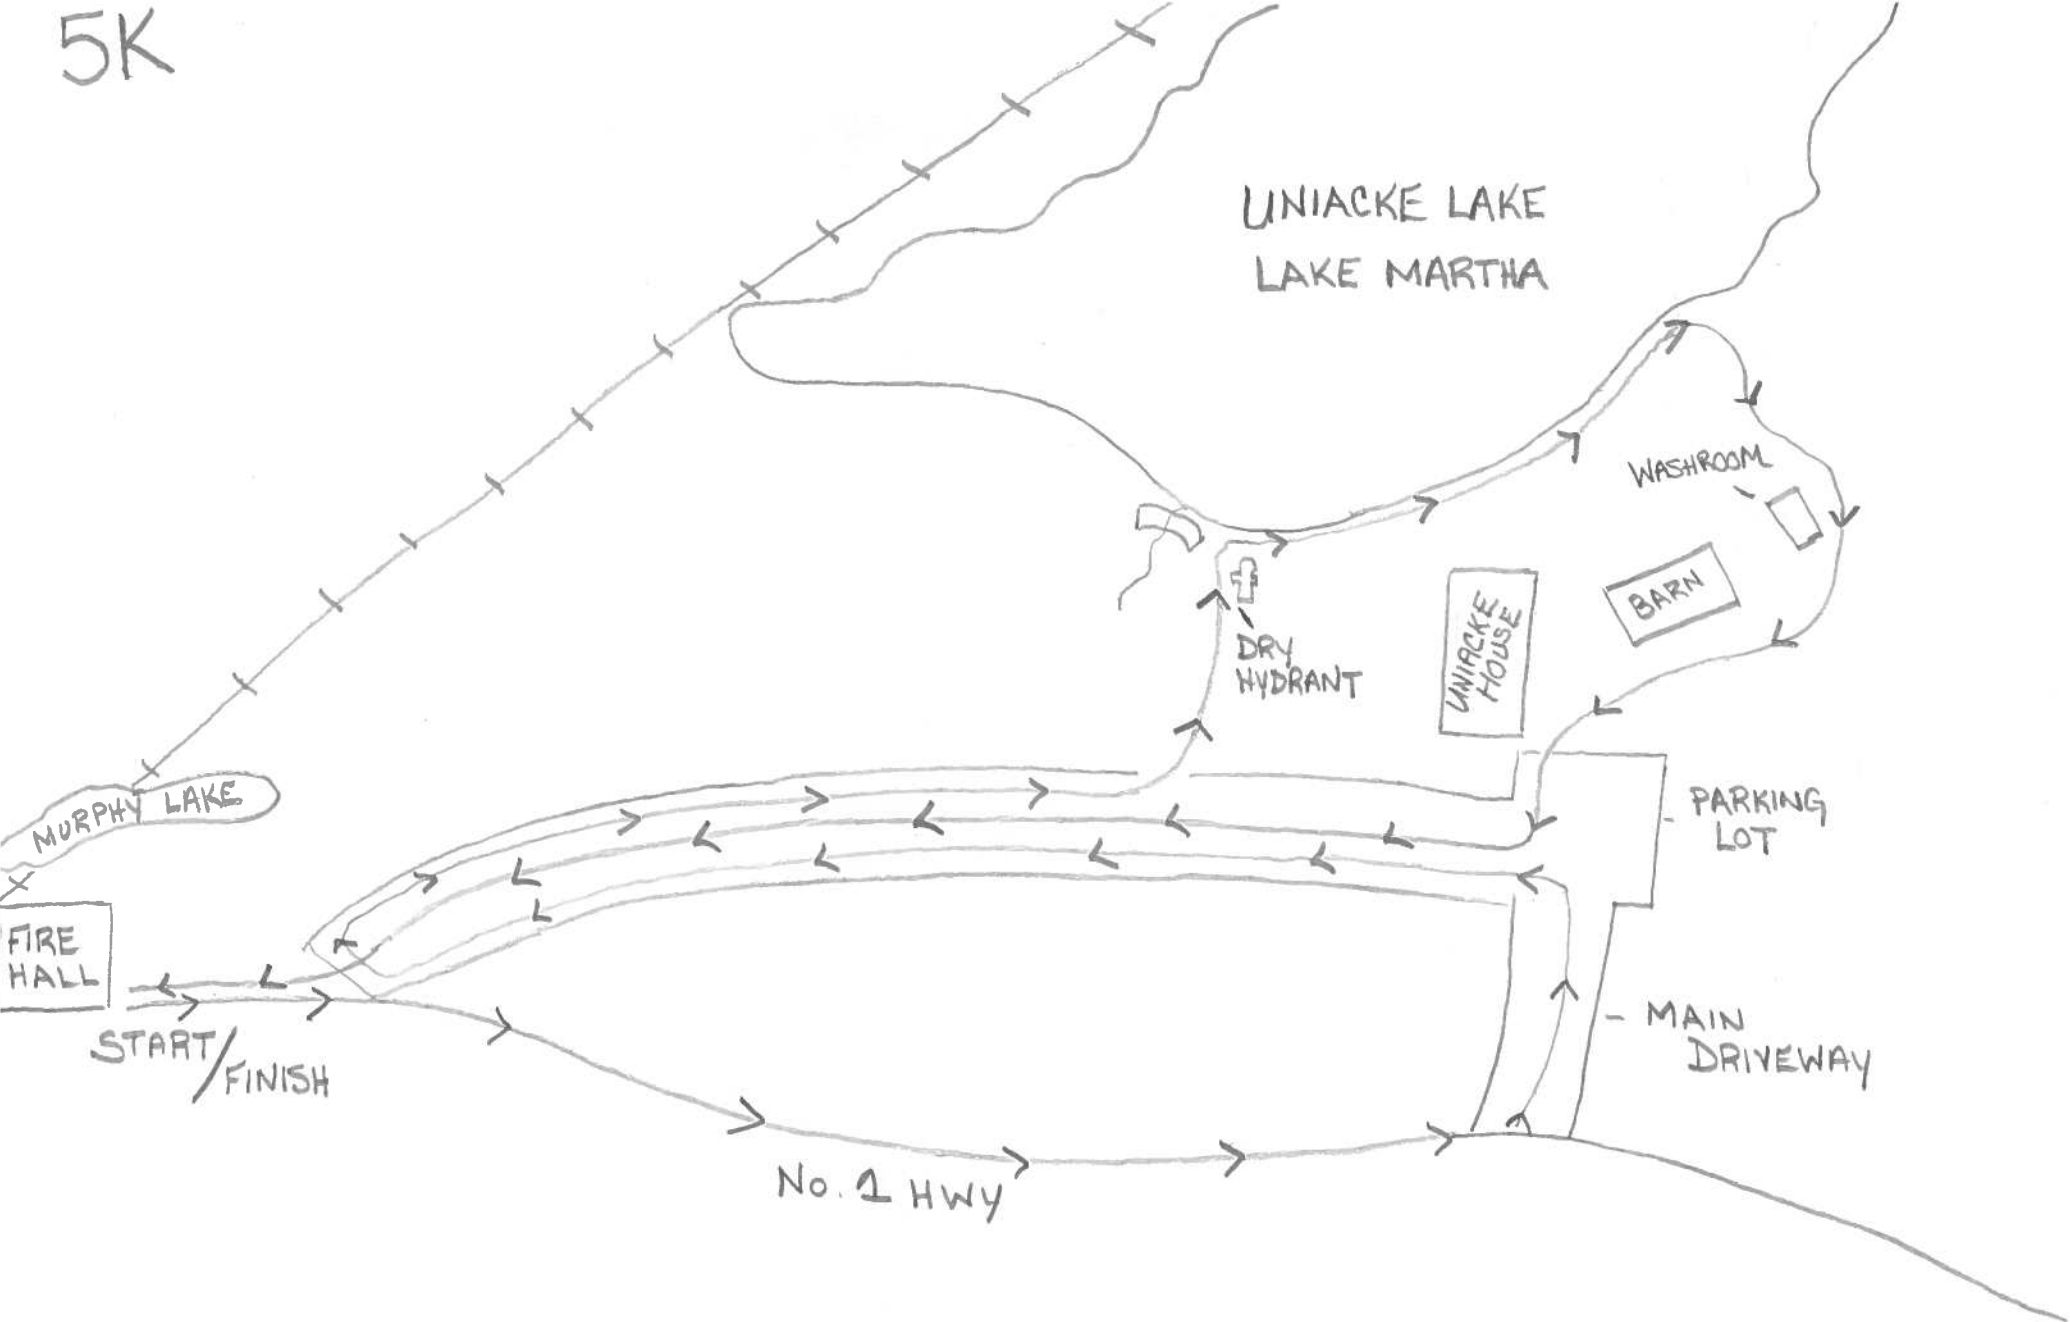 5K
UNIACKE LAKE
LAKE MARTHA
WASHROOM
BARN
UNIACKE
HOUSE
DRY
HYDRANT
MURPHY LAKE
PARKING
LOT
FIRE
HALL
START/
FINISH
MAIN
DRIVEWAY
No. 1 HWY